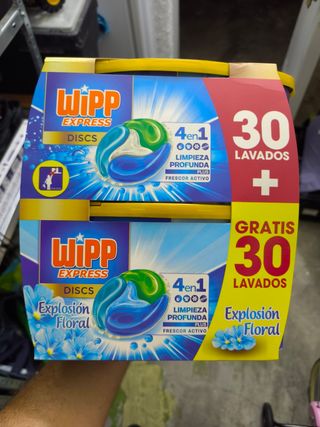 Wipp
EXPRESS
DISCS
4en1
LIMPIEZA
PROFUNDA
PLUS
FRESCOR ACTIVO
30
LAVADOS
+
Wipp
EXPRESS
DISCS
Explosión
Floral
4en1
LIMPIEZA
PROFUNDA
PLUS
FRESCOR ACTIVO
GRATIS
30
LAVADOS
Explosión
Floral